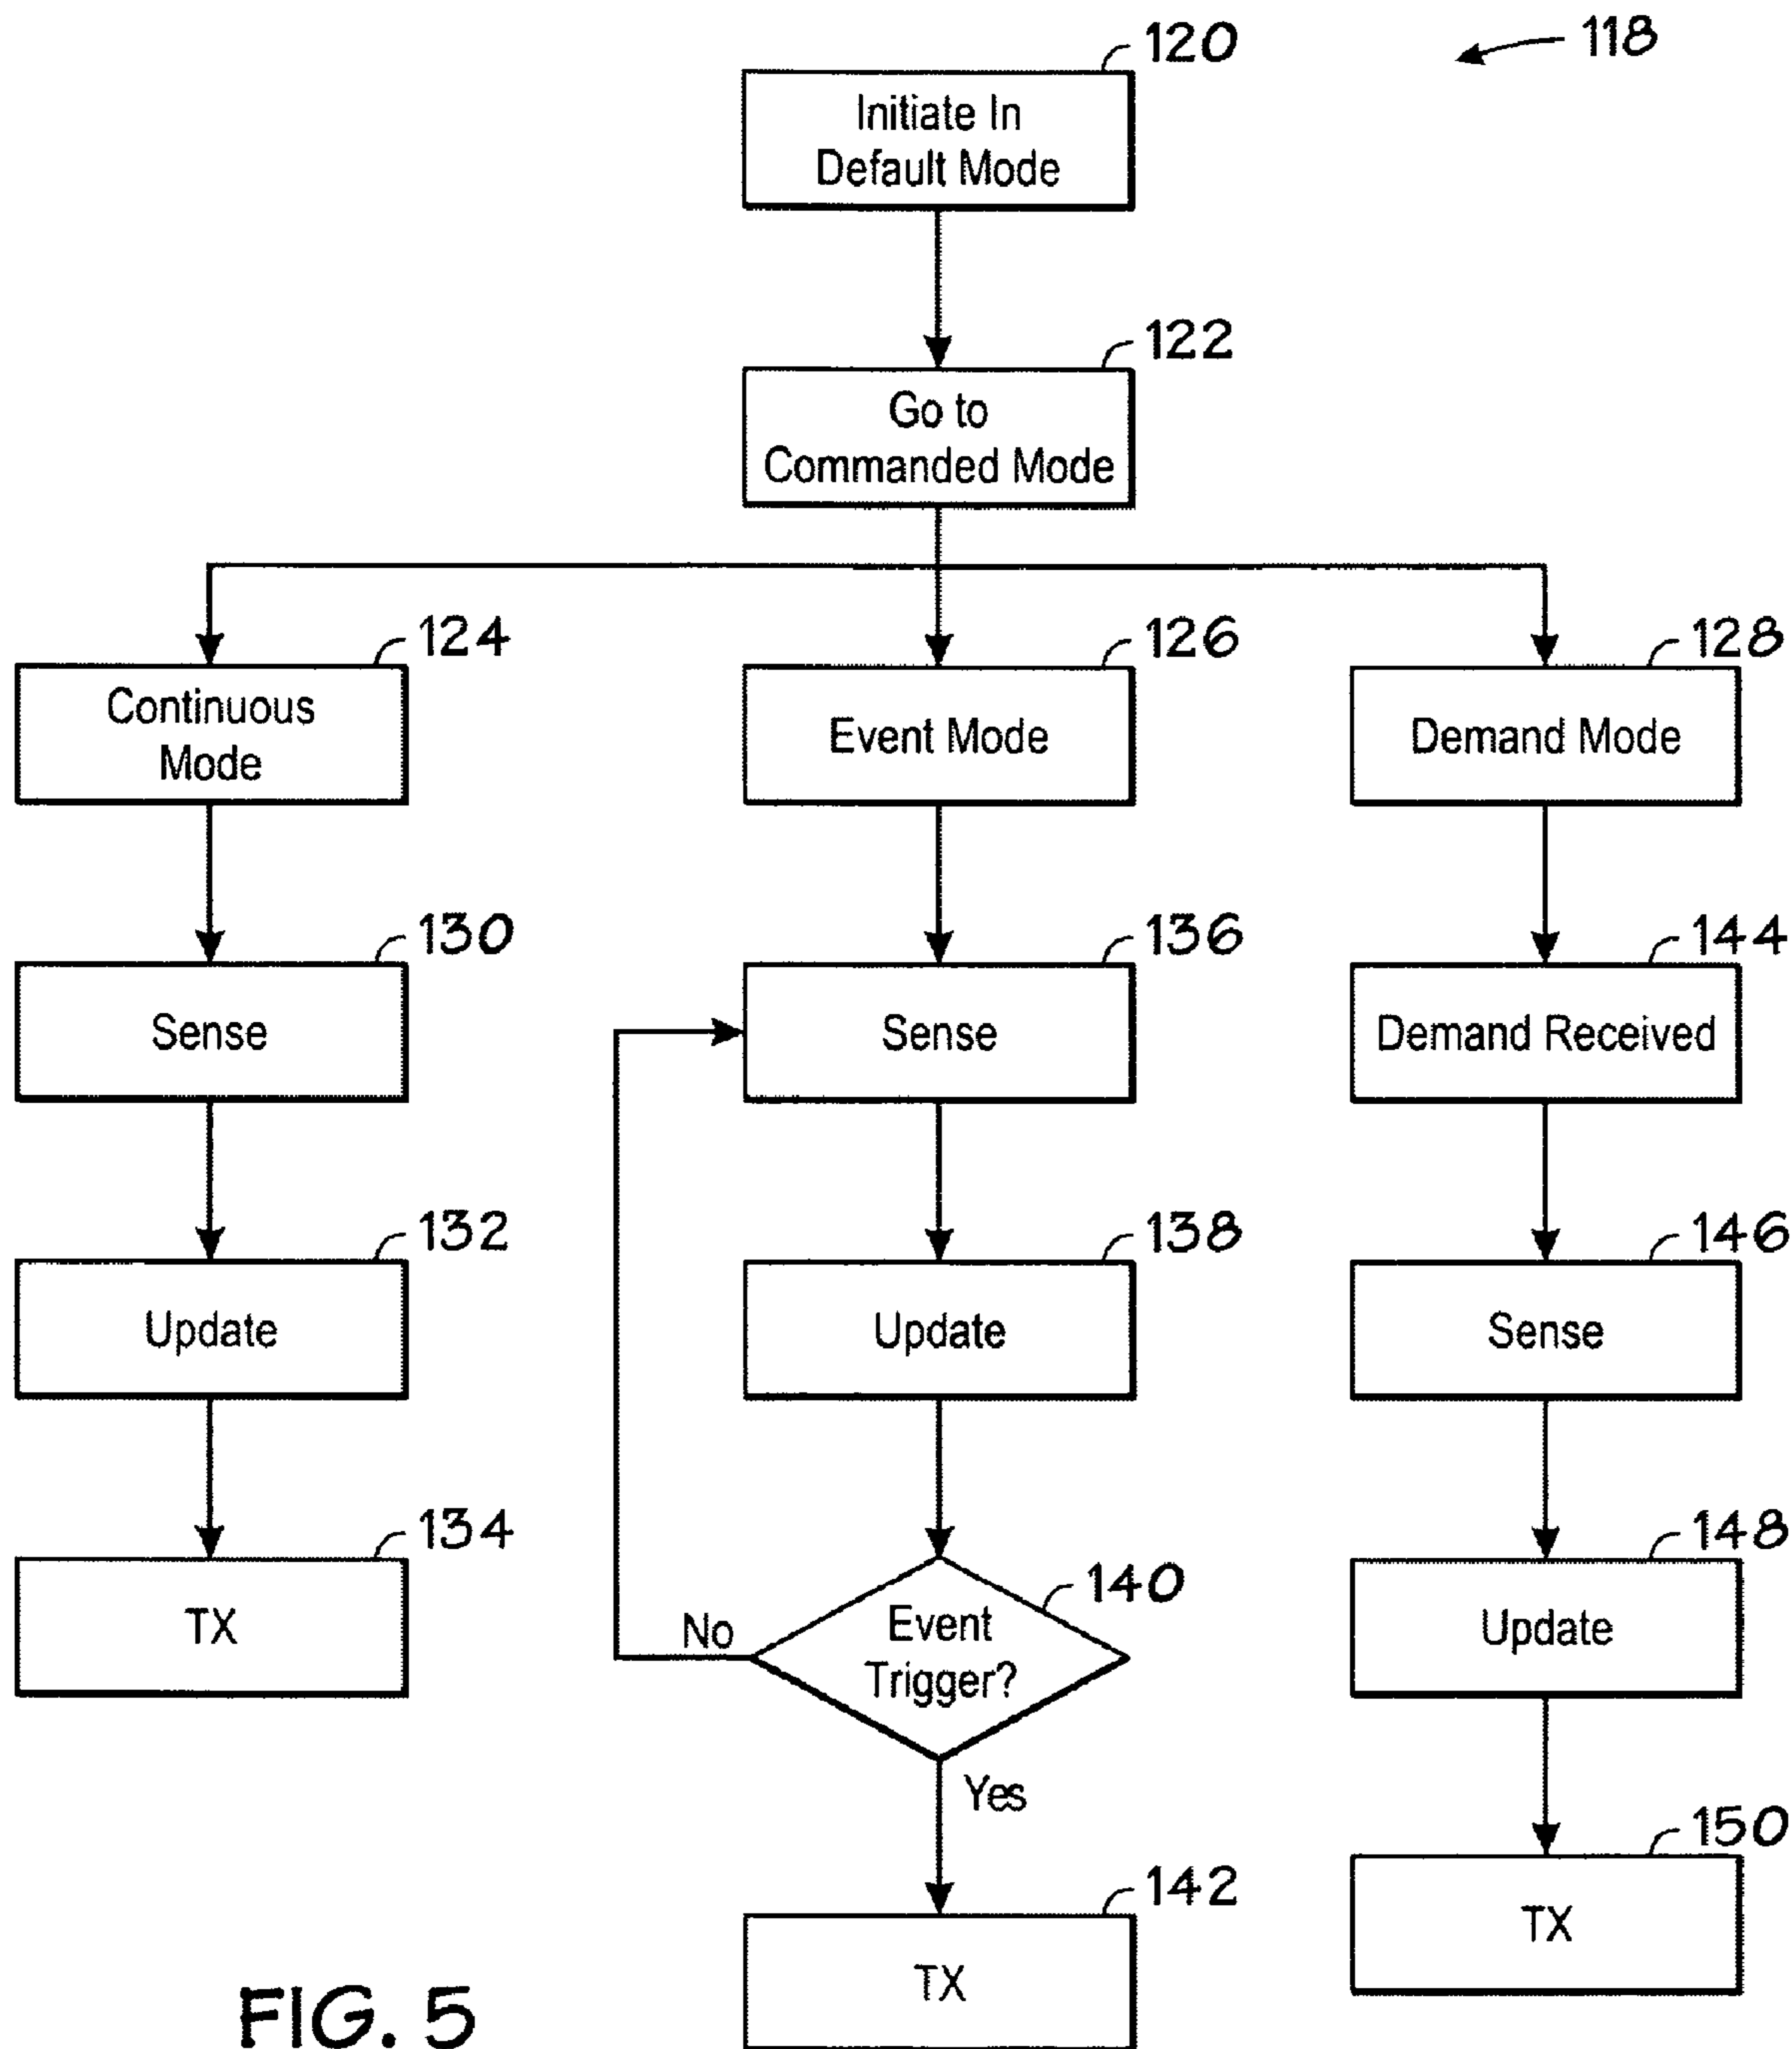 118
120
Initiate In
Default Mode
122
Go to
Commanded Mode
124
Continuous
Mode
126
Event Mode
128
Demand Mode
130
Sense
136
Sense
144
Demand Received
132
Update
138
Update
146
Sense
134
TX
140
Event
Trigger?
No
Yes
148
Update
142
TX
150
TX
FIG. 5